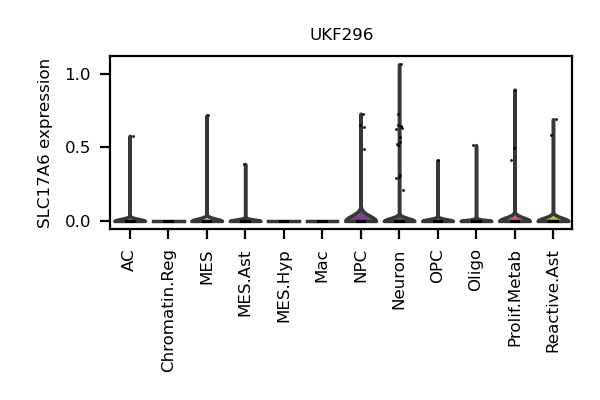 UKF296
SLC17A6 expression
1.0
0.5
0.0
AC
Chromatin.Reg
MES
MES.Ast
MES.Hyp
Mac
NPC
Neuron
OPC
Oligo
Prolif.Metab
Reactive.Ast